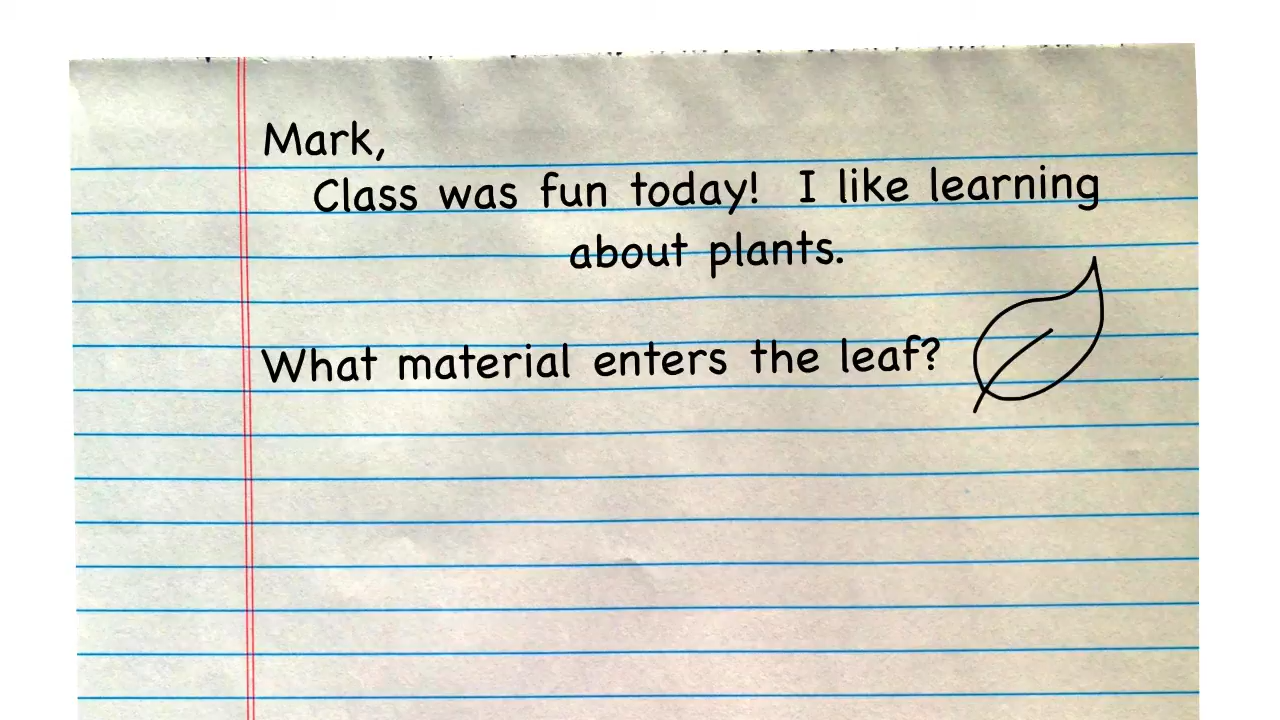 Mark,
Class was fun today! I like learning
about plants.
What material enters the leaf?